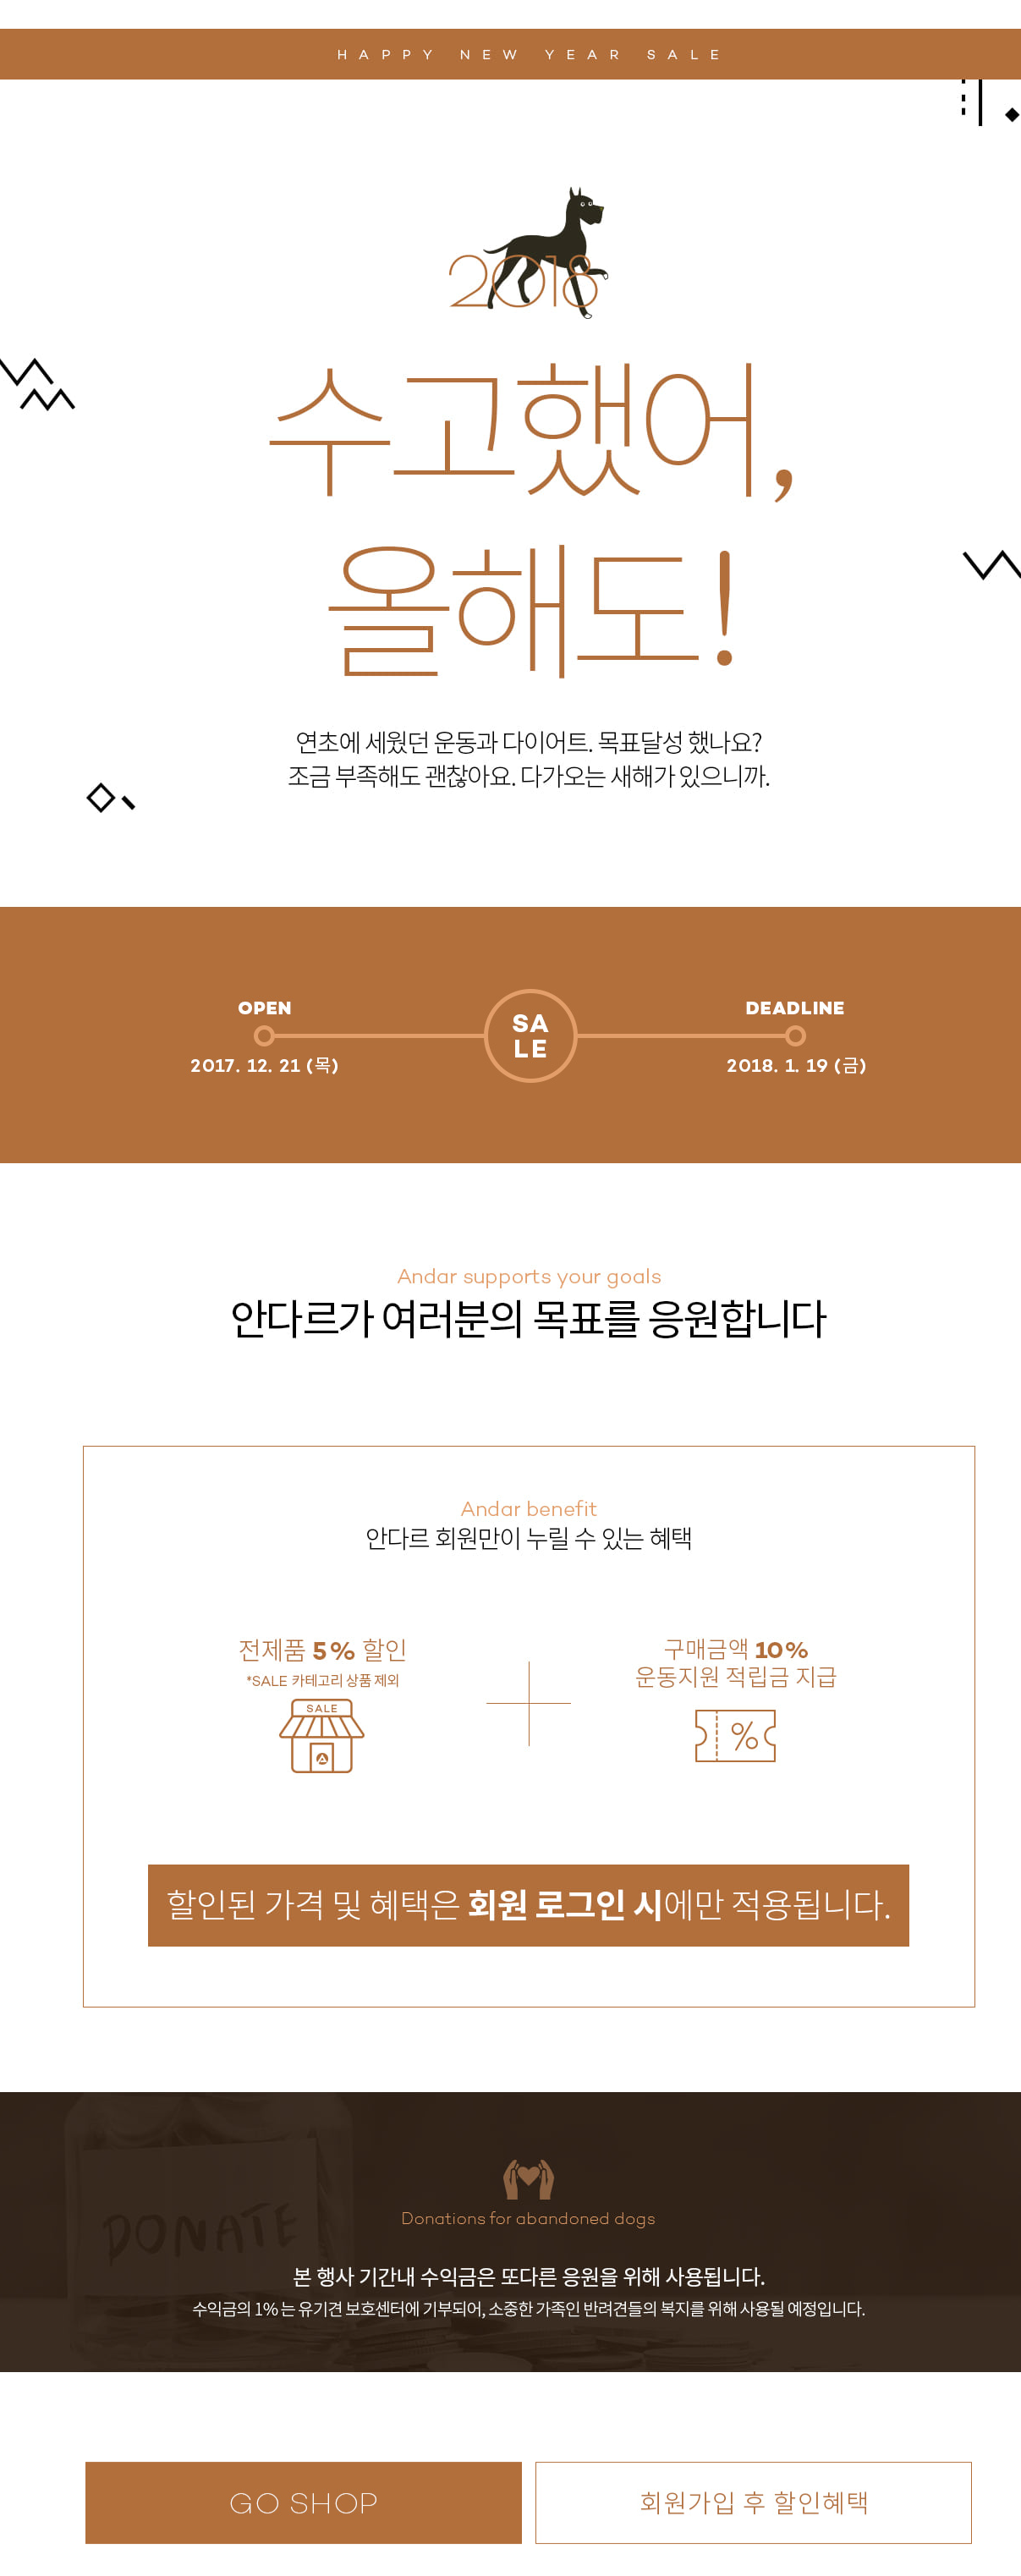 HAPPY NEW YEAR SALE
2018
수고했어,
올해도!
연초에 세웠던 운동과 다이어트. 목표달성 했나요?
조금 부족해도 괜찮아요. 다가오는 새해가 있으니까.
OPEN
2017. 12. 21 (목)
SA
LE
DEADLINE
2018. 1. 19 (금)
Andar supports your goals
안다르가 여러분의 목표를 응원합니다
Andar benefit
안다르 회원만이 누릴 수 있는 혜택
전제품 5% 할인
*SALE 카테고리 상품 제외
SALE
구매금액 10%
운동지원 적립금 지급
%
할인된 가격 및 혜택은 회원 로그인 시에만 적용됩니다.
DONATE
Donations for abandoned dogs
본 행사 기간내 수익금은 또다른 응원을 위해 사용됩니다.
수익금의 1% 는 유기견 보호센터에 기부되어, 소중한 가족인 반려견들의 복지를 위해 사용될 예정입니다.
GO SHOP
회원가입 후 할인혜택